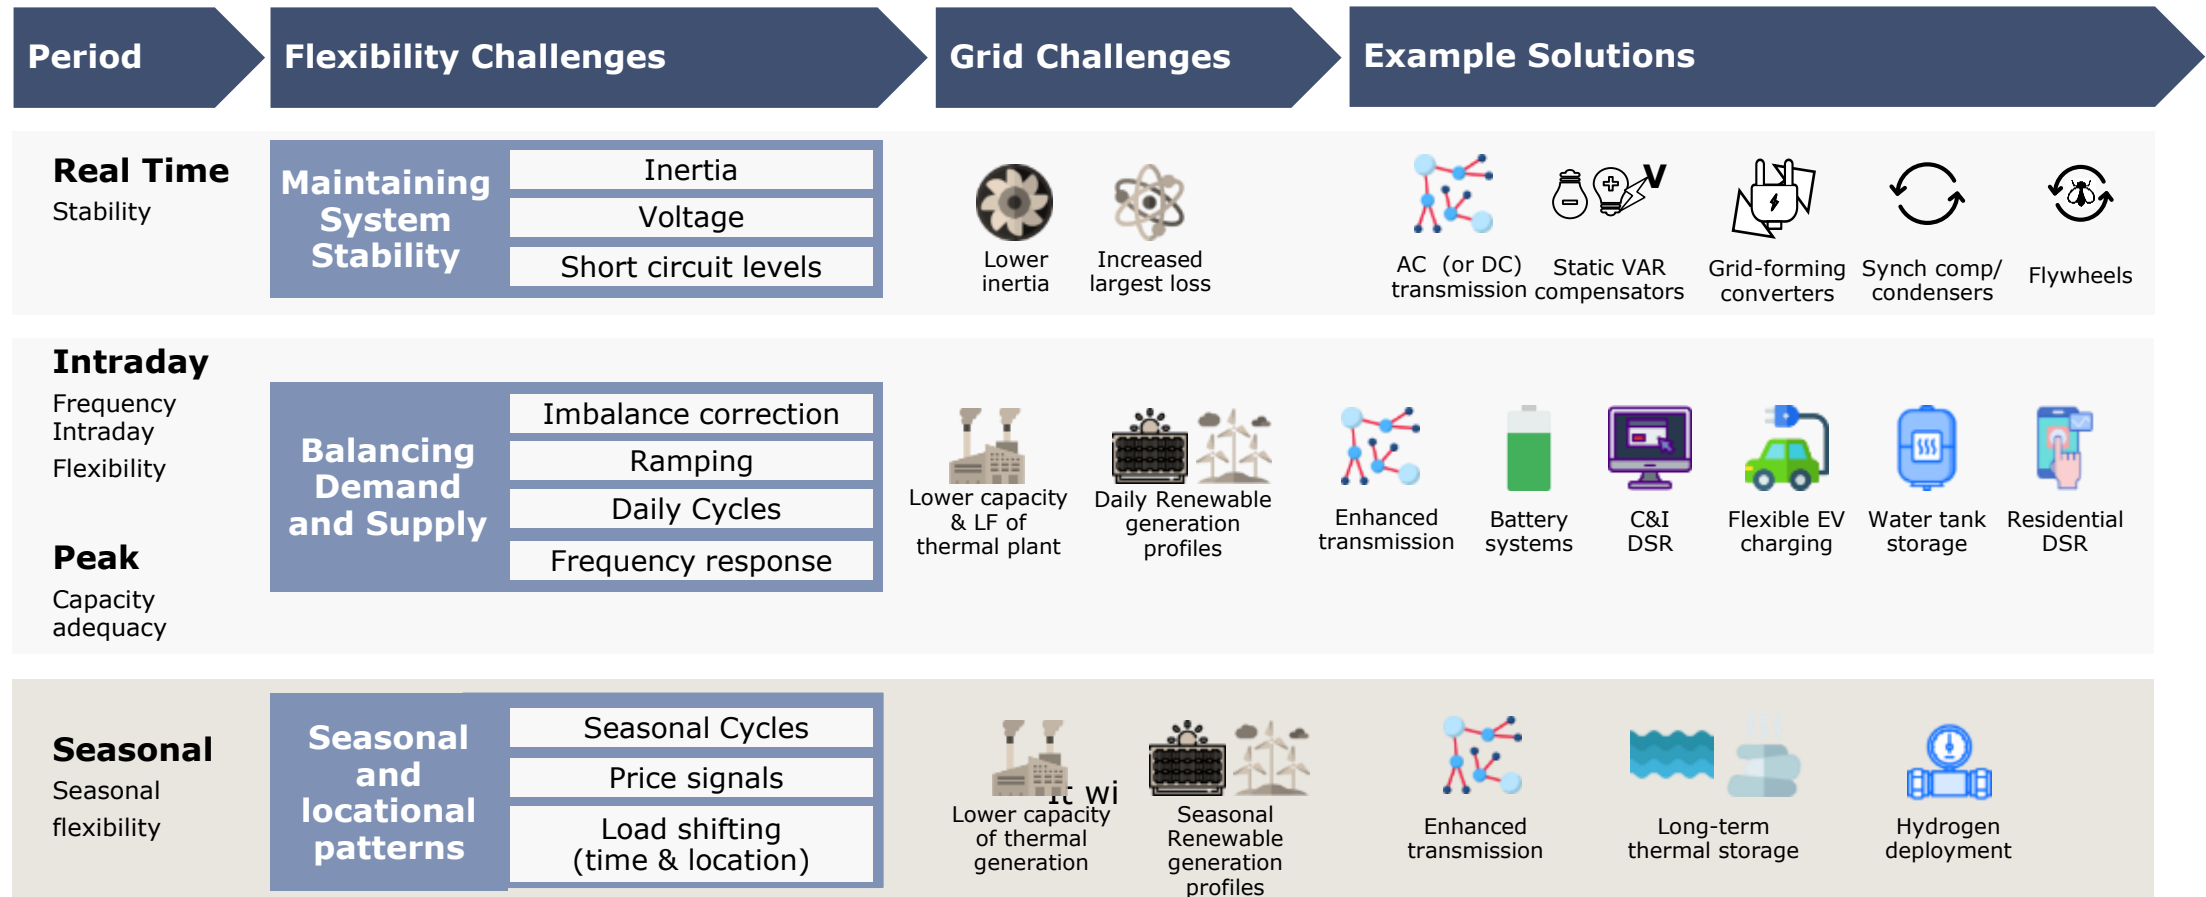 Period
Flexibility Challenges
Grid Challenges
Example Solutions
Real Time
Stability
Maintaining
System
Stability
Inertia
Voltage
Short circuit levels
Lower
inertia
Increased
largest loss
AC (or DC)
transmission
V
Static VAR
compensators
Grid-forming
converters
Synch comp/
condensers
Flywheels
Intraday
Frequency
Intraday
Flexibility
Peak
Capacity
adequacy
Balancing
Demand
and Supply
Imbalance correction
Ramping
Daily Cycles
Frequency response
Lower capacity
& LF of
thermal plant
Daily Renewable
generation
profiles
Enhanced
transmission
Battery
systems
C&I
DSR
Flexible EV
charging
Water tank
storage
Residential
DSR
Seasonal
Seasonal
flexibility
Seasonal
and
locational
patterns
Seasonal Cycles
Price signals
Load shifting
(time & location)
It wi
Lower capacity
of thermal
generation
Seasonal
Renewable
generation
profiles
Enhanced
transmission
Long-term
thermal storage
Hydrogen
deployment